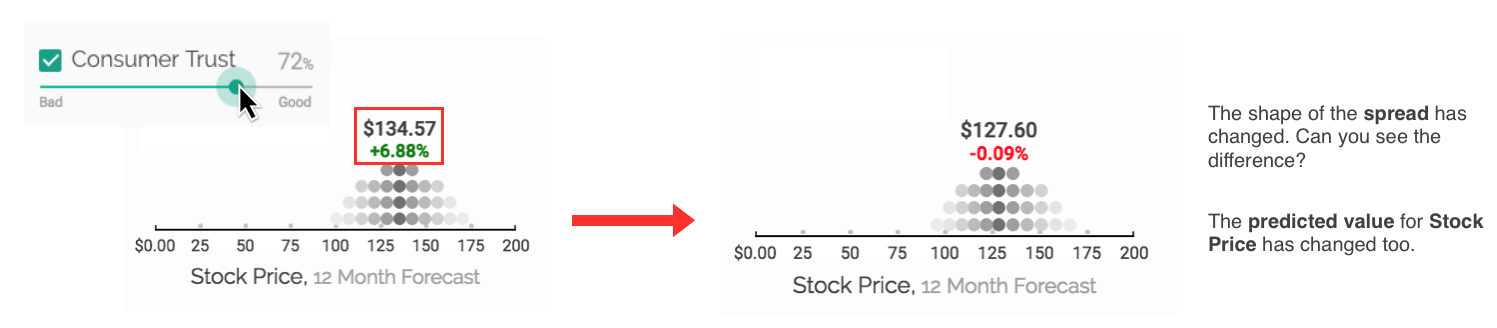 Consumer Trust 72%
Bad Good
$134.57
+6.88%
$0.00 25 50 75 100 125 150 175 200
Stock Price, 12 Month Forecast
$127.60
-0.09%
$0.00 25 50 75 100 125 150 175 200
Stock Price, 12 Month Forecast
The shape of the spread has
changed. Can you see the
difference?
The predicted value for Stock
Price has changed too.